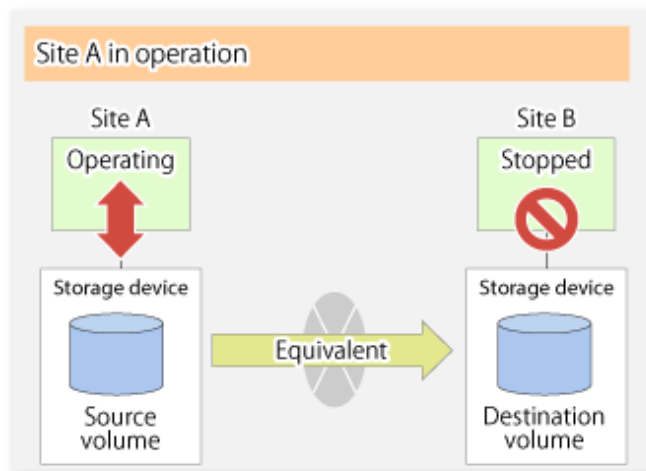 Site A in operation
Site A
Site B
Operating
Stopped
Storage device
Storage device
Equivalent
Source
volume
Destination
volume